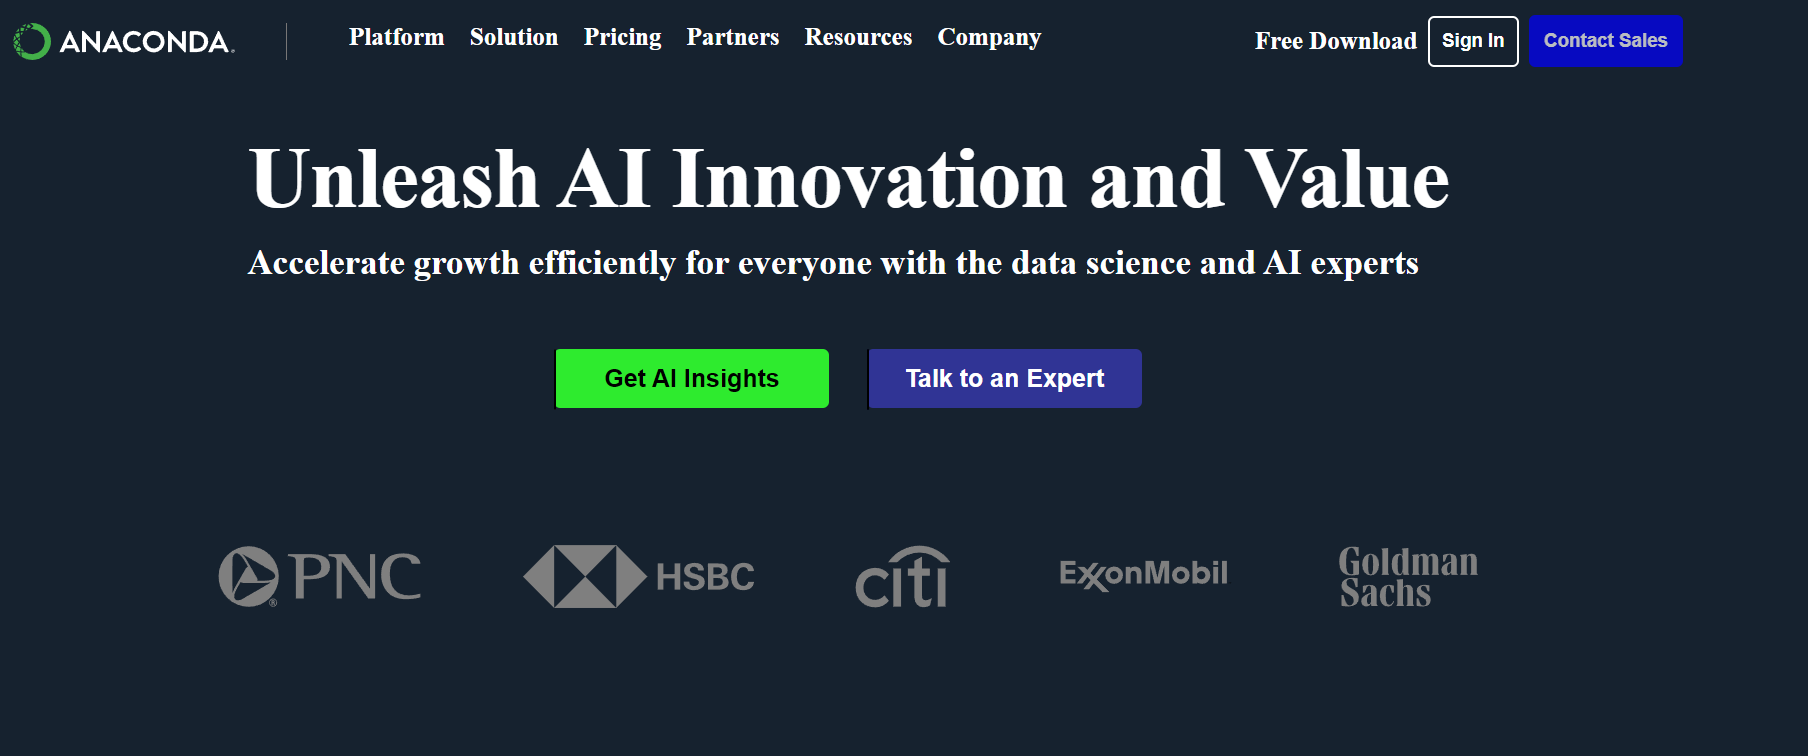 ANACONDA.
Platform Solution Pricing Partners Resources Company
Free Download Sign In Contact Sales
Unleash AI Innovation and Value
Accelerate growth efficiently for everyone with the data science and AI experts
Get AI Insights Talk to an Expert
PNC® HSBC citi ExxonMobil Goldman
Sachs